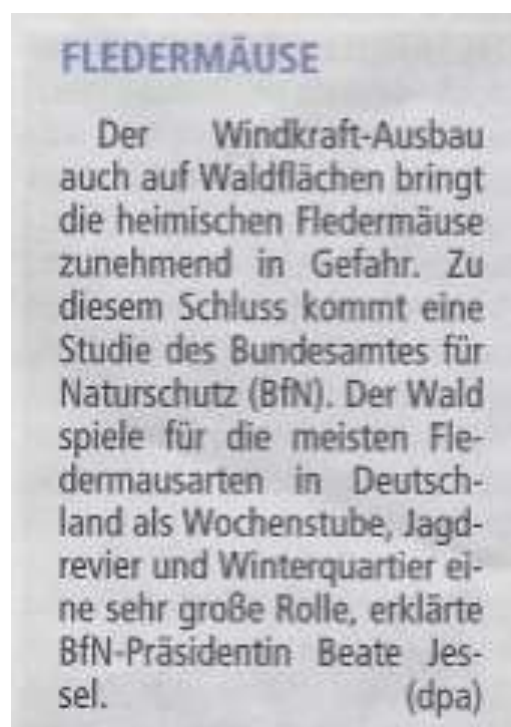 FLEDERMÄUSE
Der Windkraft-Ausbau
auch auf Waldflächen bringt
die heimischen Fledermäuse
zunehmend in Gefahr. Zu
diesem Schluss kommt eine
Studie des Bundesamtes für
Naturschutz (BfN). Der Wald
spiele für die meisten Fle-
dermausarten in Deutsch-
land als Wochenstube, Jagd-
revier und Winterquartier ei-
ne sehr große Rolle, erklärte
BfN-Präsidentin Beate Jes-
sel. (dpa)